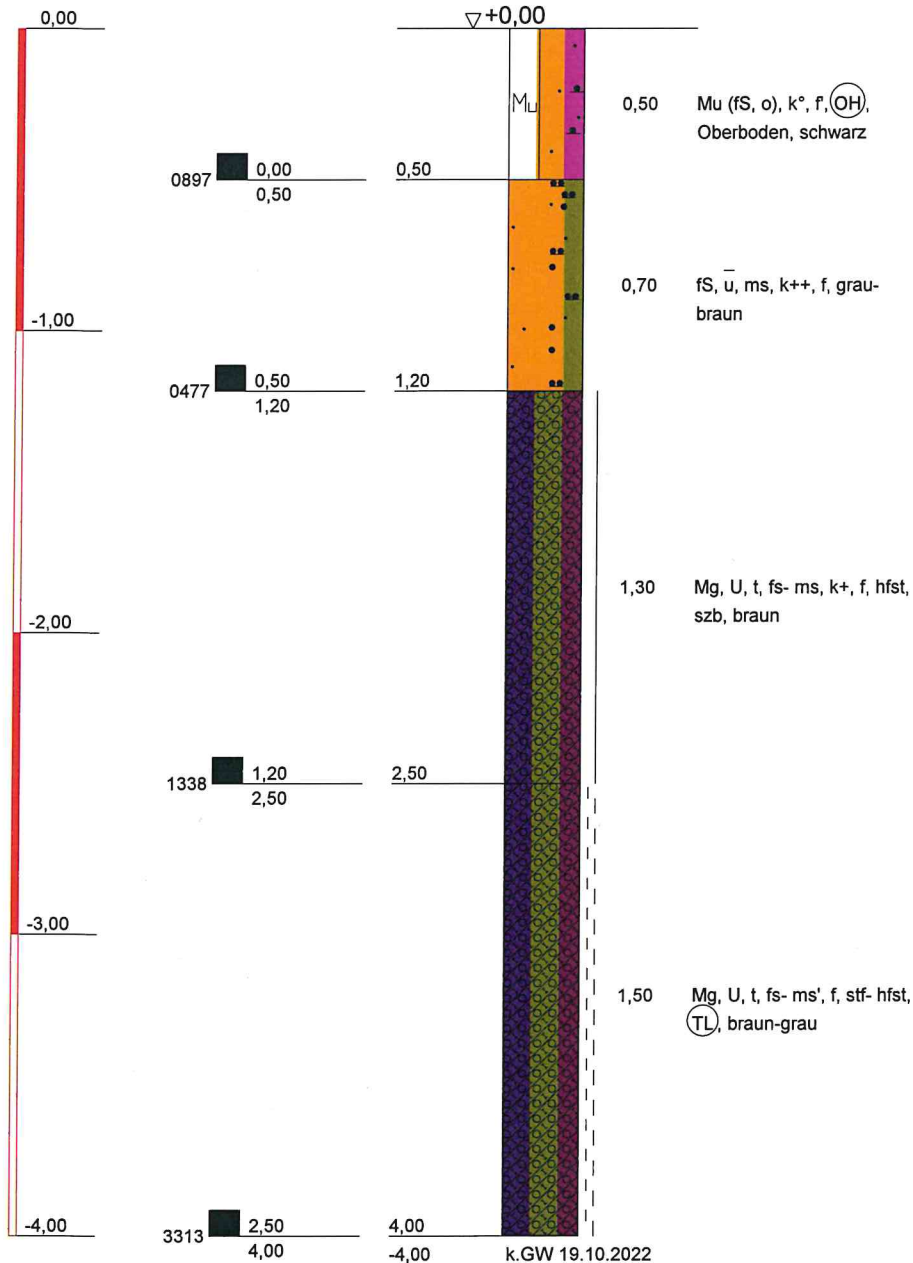 0,00
▽ +0,00
Mu
0,50 Mu (fS, o), k°, f', OH,
Oberboden, schwarz
0897 0,00 0,50
0,50
0,70 fS, u̅, ms, k++, f, grau-
braun
-1,00
0477 0,50 1,20
1,20
1,30 Mg, U, t, fs- ms, k+, f, hfst,
szb, braun
-2,00
1338 1,20 2,50
2,50
-3,00
1,50 Mg, U, t, fs- ms', f, stf- hfst,
TL, braun-grau
-4,00
3313 2,50 4,00
4,00
-4,00 k.GW 19.10.2022